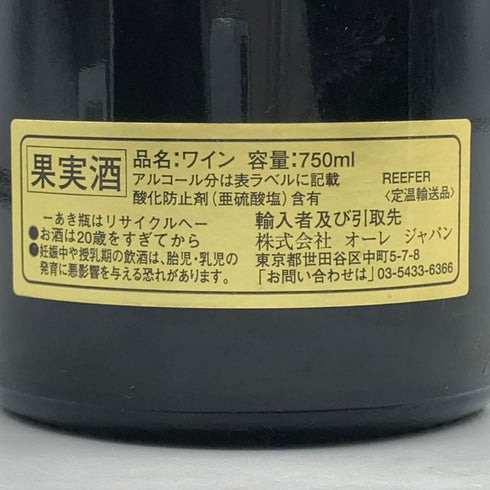 果実酒
品名:ワイン 容量:750ml
アルコール分は表ラベルに記載
酸化防止剤(亜硫酸塩)含有
REEFER
〈定温輸送品〉
ーあき瓶はリサイクルへー
●お酒は20歳をすぎてから
●妊娠中や授乳期の飲酒は、胎児・乳児の
発育に悪影響を与える恐れがあります。
輸入者及び引取先
株式会社 オーレ ジャパン
東京都世田谷区中町5-7-8
「お問い合わせは」03-5433-6366